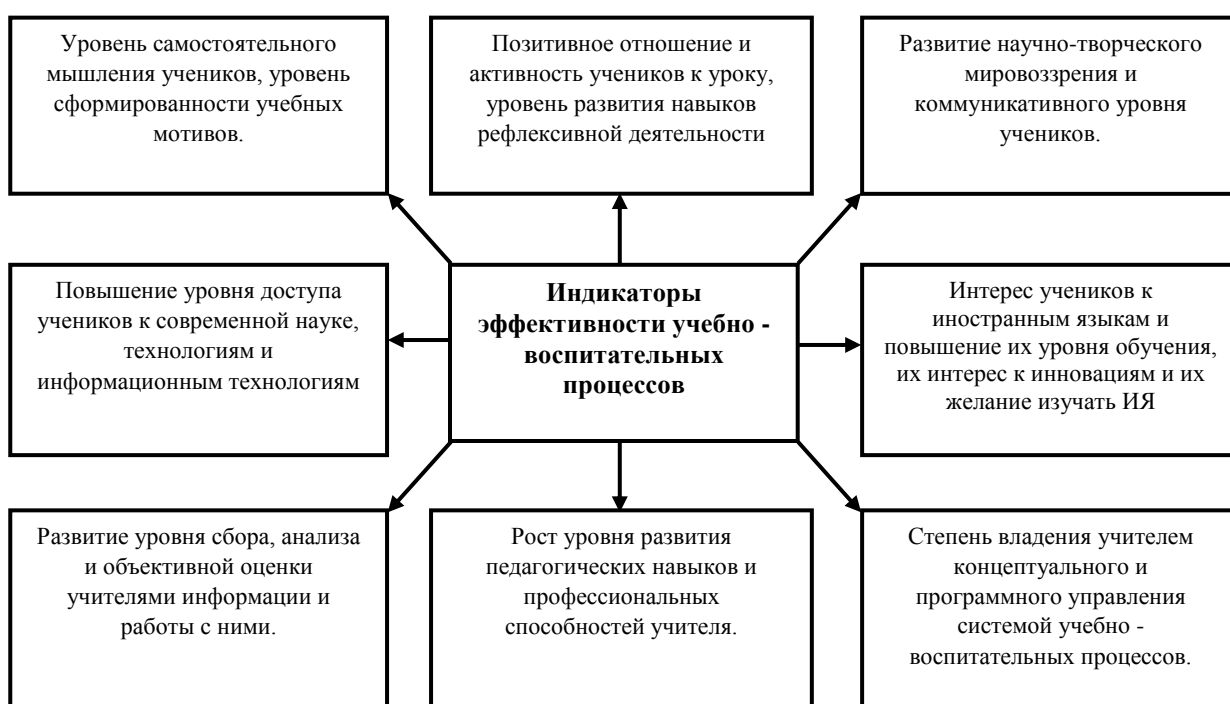 Уровень самостоятельного
мышления учеников, уровень
сформированности учебных
мотивов.
Позитивное отношение и
активность учеников к уроку,
уровень развития навыков
рефлексивной деятельности
Развитие научно-творческого
мировоззрения и
коммуникативного уровня
учеников.
Повышение уровня доступа
учеников к современной науке,
технологиям и
информационным технологиям
Индикаторы
эффективности учебно -
воспитательных
процессов
Интерес учеников к
иностранным языкам и
повышение их уровня обучения,
их интерес к инновациям и их
желание изучать ИЯ
Развитие уровня сбора, анализа
и объективной оценки
учителями информации и
работы с ними.
Рост уровня развития
педагогических навыков и
профессиональных
способностей учителя.
Степень владения учителем
концептуального и
программного управления
системой учебно -
воспитательных процессов.